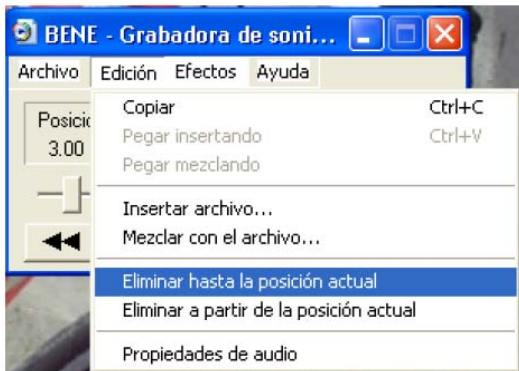 BENE - Grabadora de soni...
Archivo Edición Efectos Ayuda
Copiar Ctrl+C
Pegar insertando Ctrl+V
Pegar mezclando
3.00
Insertar archivo...
Mezclar con el archivo...
Eliminar hasta la posición actual
Eliminar a partir de la posición actual
Propiedades de audio